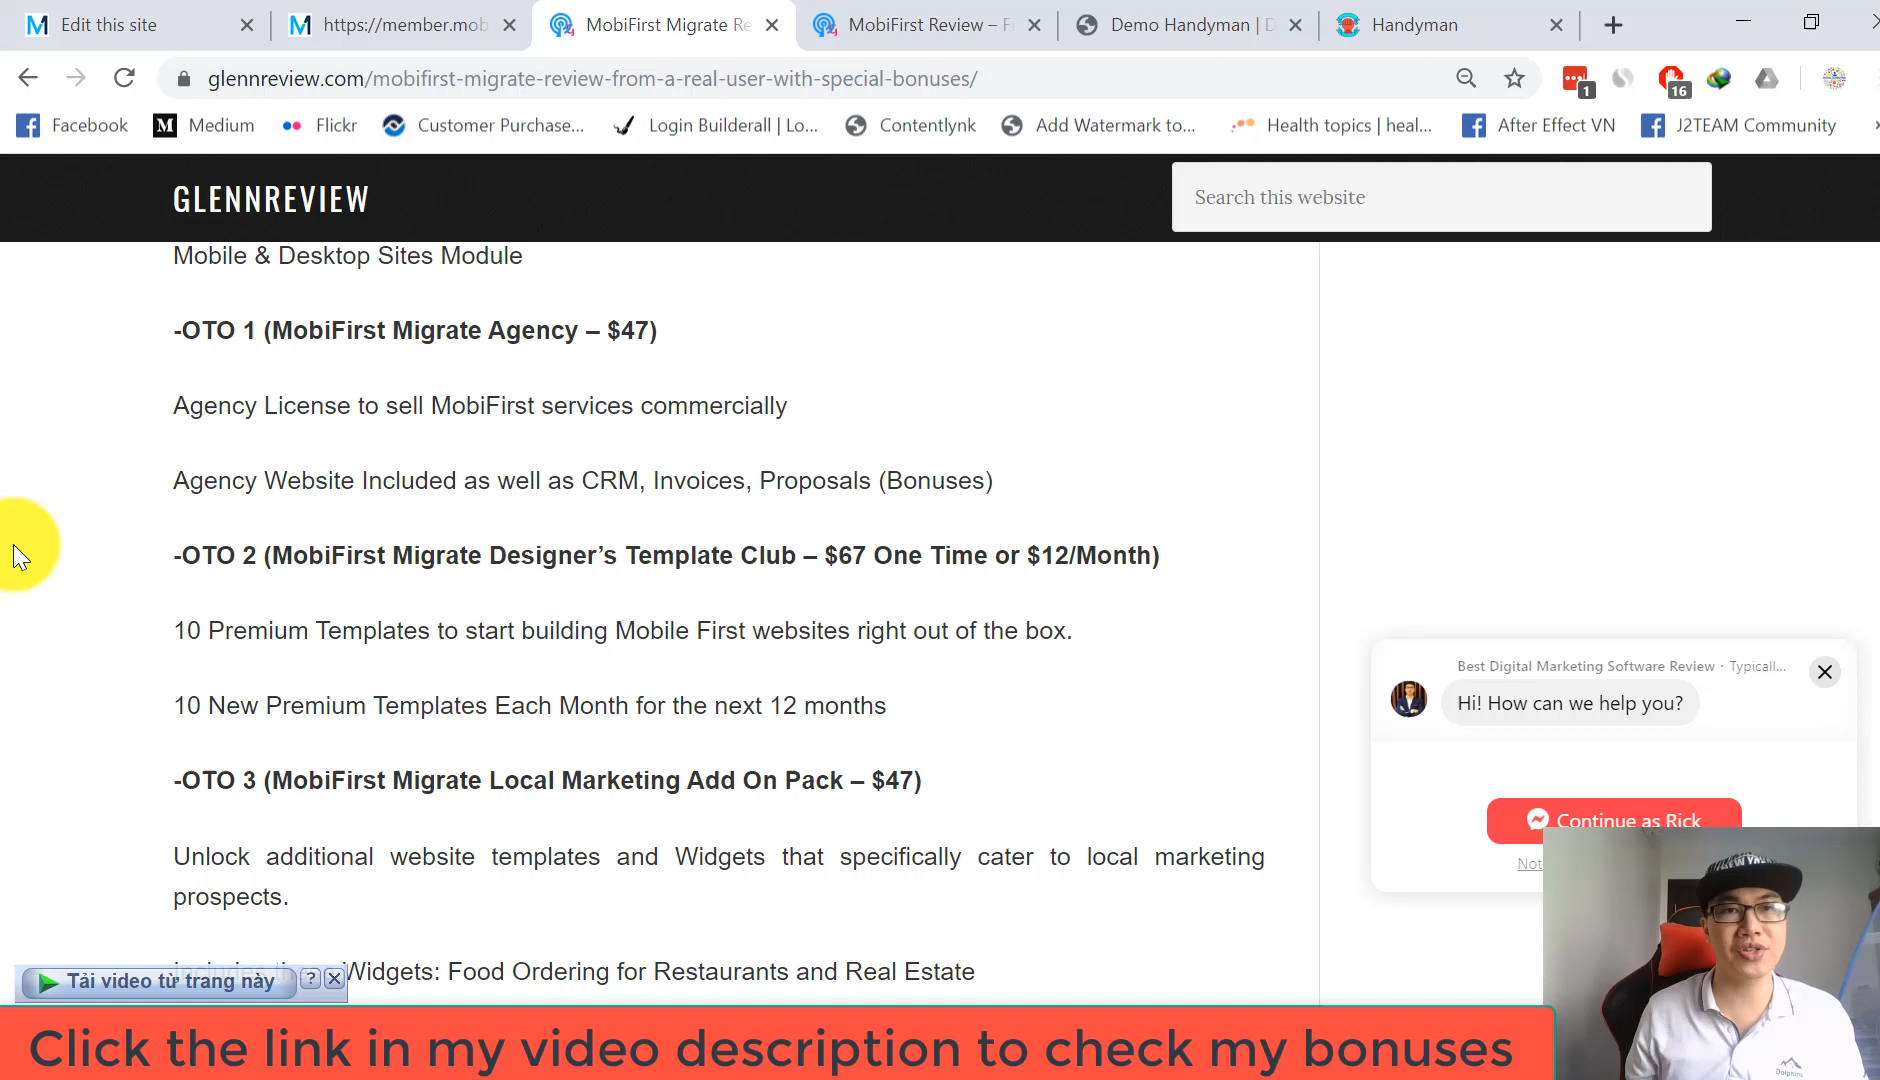 Edit this site
https://member.mob
MobiFirst Migrate Re
MobiFirst Review – F
Demo Handyman | D
Handyman
glennreview.com/mobifirst-migrate-review-from-a-real-user-with-special-bonuses/
1
16
Facebook
Medium
Flickr
Customer Purchase...
Login Builderall | Lo...
Contentlynk
Add Watermark to...
Health topics | heal...
After Effect VN
J2TEAM Community
GLENNREVIEW
Search this website
Mobile & Desktop Sites Module
-OTO 1 (MobiFirst Migrate Agency – $47)
Agency License to sell MobiFirst services commercially
Agency Website Included as well as CRM, Invoices, Proposals (Bonuses)
-OTO 2 (MobiFirst Migrate Designer’s Template Club – $67 One Time or $12/Month)
10 Premium Templates to start building Mobile First websites right out of the box.
10 New Premium Templates Each Month for the next 12 months
-OTO 3 (MobiFirst Migrate Local Marketing Add On Pack – $47)
Unlock additional website templates and Widgets that specifically cater to local marketing
prospects.
Widgets: Food Ordering for Restaurants and Real Estate
Best Digital Marketing Software Review · Typicall...
Hi! How can we help you?
Continue as Rick
Not
Tải video từ trang này
?
Dolphins
Click the link in my video description to check my bonuses